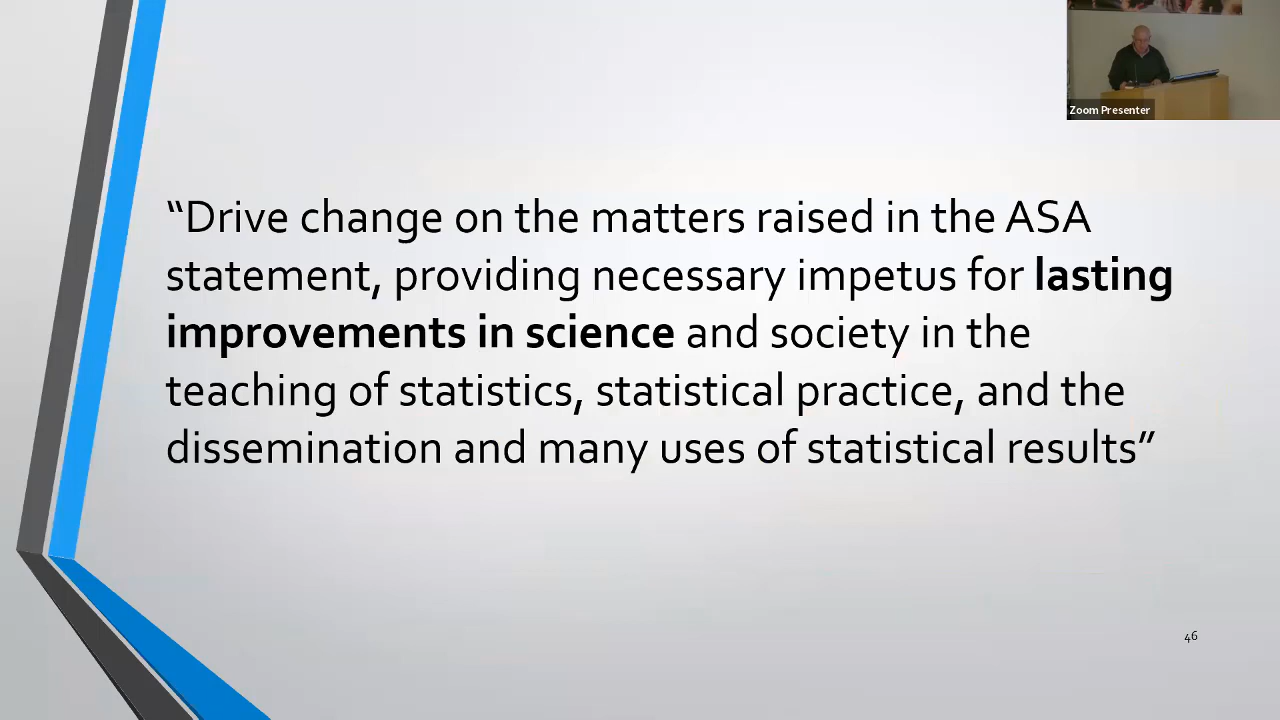 Zoom Presenter
“Drive change on the matters raised in the ASA
statement, providing necessary impetus for lasting
improvements in science and society in the
teaching of statistics, statistical practice, and the
dissemination and many uses of statistical results”
46